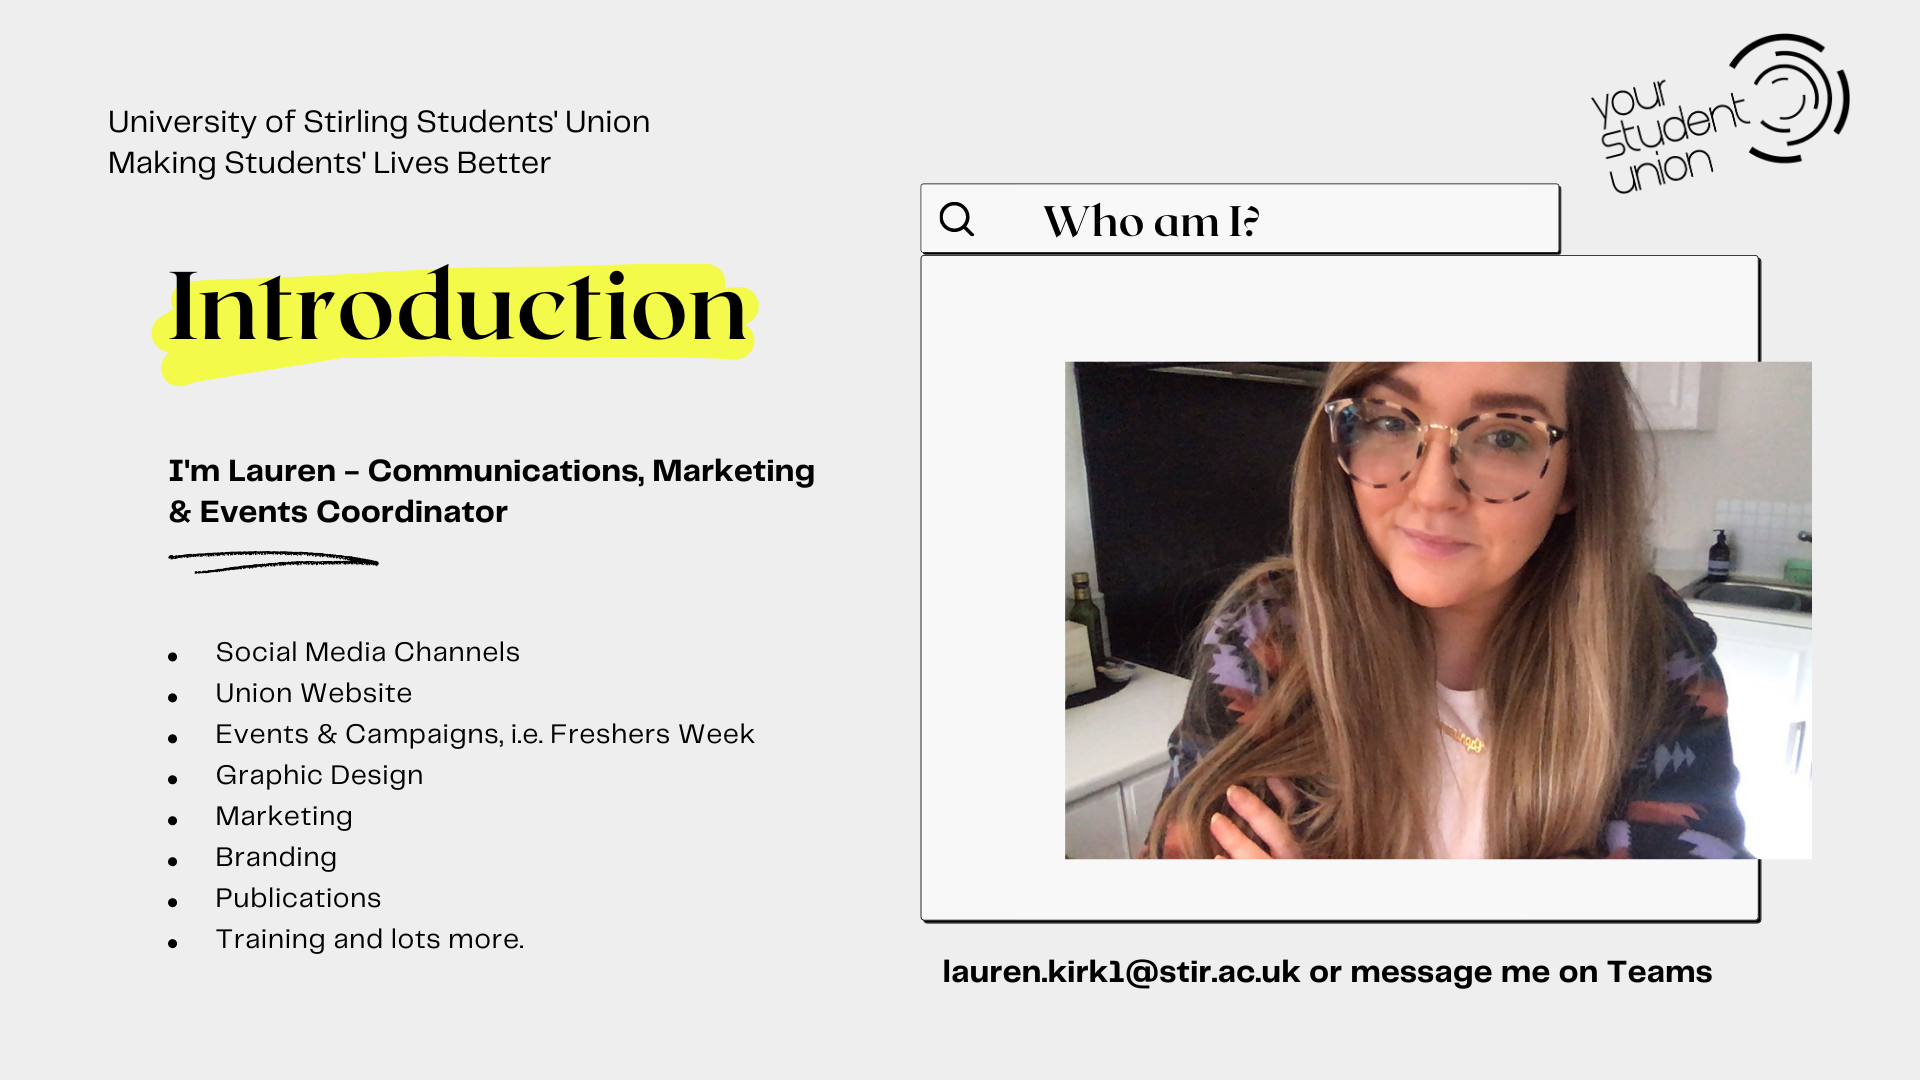 University of Stirling Students' Union
Making Students' Lives Better
your
student
union
Who am I?
Introduction
I'm Lauren - Communications, Marketing
& Events Coordinator
Social Media Channels
Union Website
Events & Campaigns, i.e. Freshers Week
Graphic Design
Marketing
Branding
Publications
Training and lots more.
lauren.kirk1@stir.ac.uk or message me on Teams